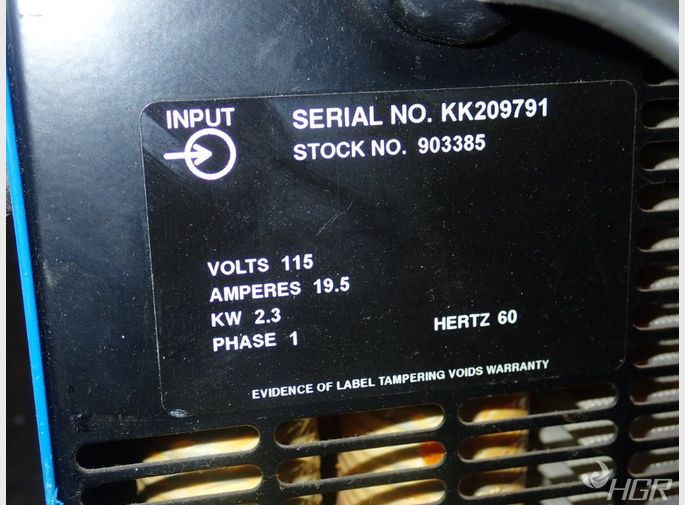 INPUT
SERIAL NO. KK209791
STOCK NO. 903385
VOLTS 115
AMPERES 19.5
KW 2.3
HERTZ 60
PHASE 1
EVIDENCE OF LABEL TAMPERING VOIDS WARRANTY
HGR